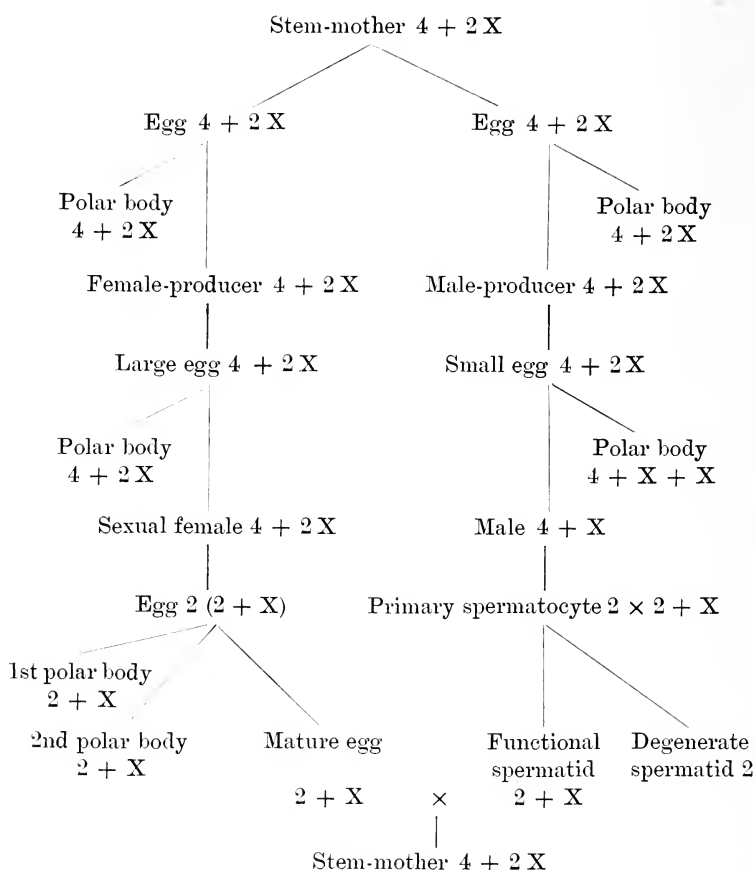 Stem-mother 4 + 2 X
Egg 4 + 2 X Egg 4 + 2 X
Polar body Polar body
4 + 2 X 4 + 2 X
Female-producer 4 + 2 X Male-producer 4 + 2 X
Large egg 4 + 2 X Small egg 4 + 2 X
Polar body Polar body
4 + 2 X 4 + X + X
Sexual female 4 + 2 X Male 4 + X
Egg 2 (2 + X) Primary spermatocyte 2 × 2 + X
1st polar body
2 + X
2nd polar body Mature egg Functional Degenerate
2 + X spermatid spermatid 2
2 + X × 2 + X
Stem-mother 4 + 2 X